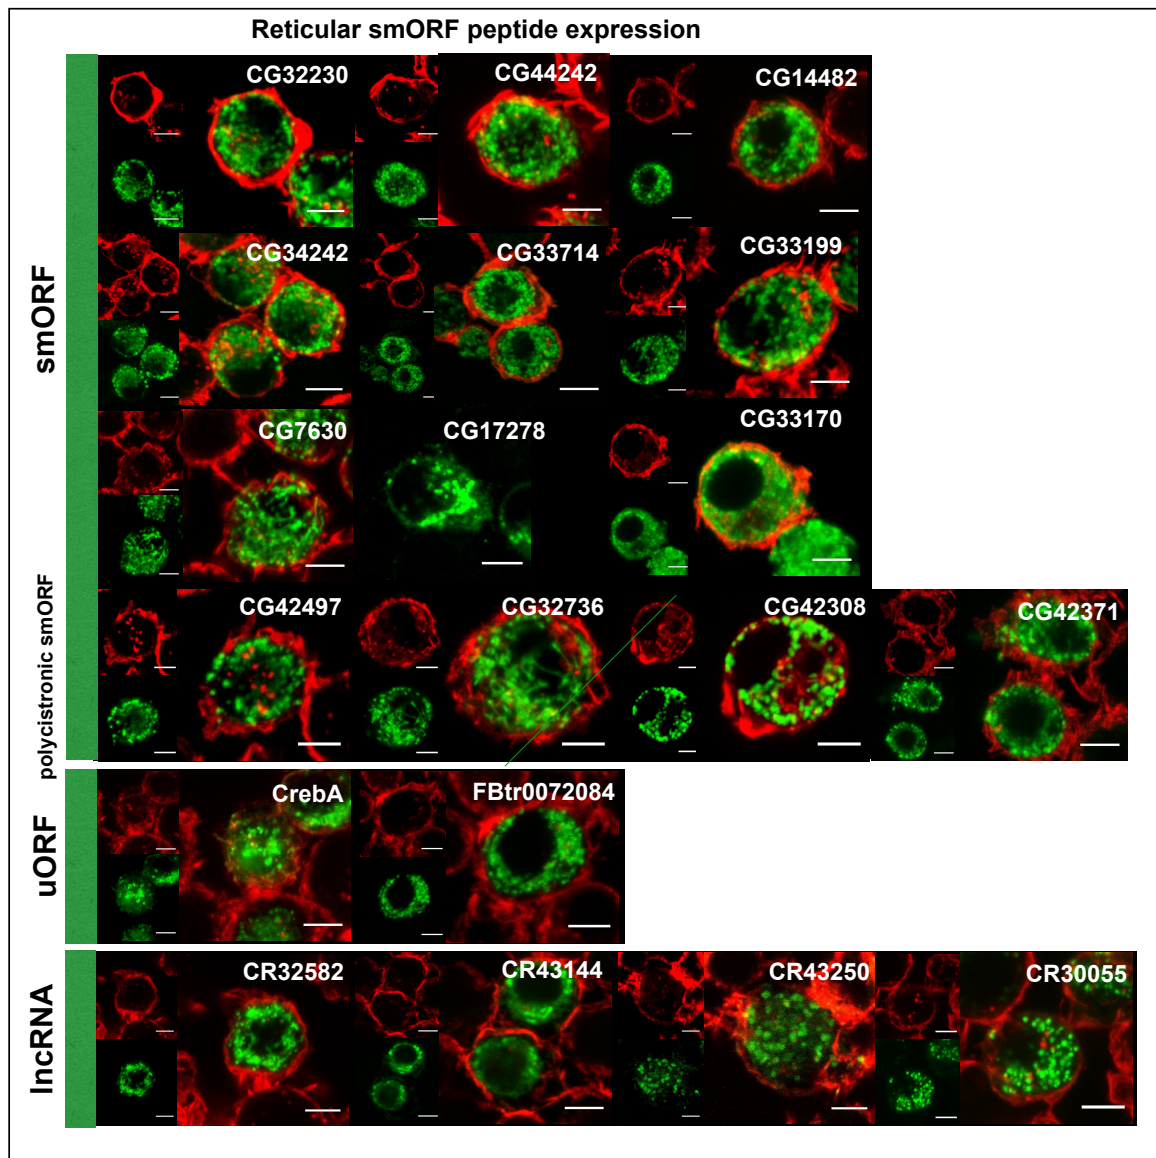 Reticular smORF peptide expression
smORF
CG32230
CG44242
CG14482
CG34242
CG33714
CG33199
CG7630
CG17278
CG33170
polycistronic smORF
CG42497
CG32736
CG42308
CG42371
uORF
CrebA
FBtr0072084
lncRNA
CR32582
CR43144
CR43250
CR30055